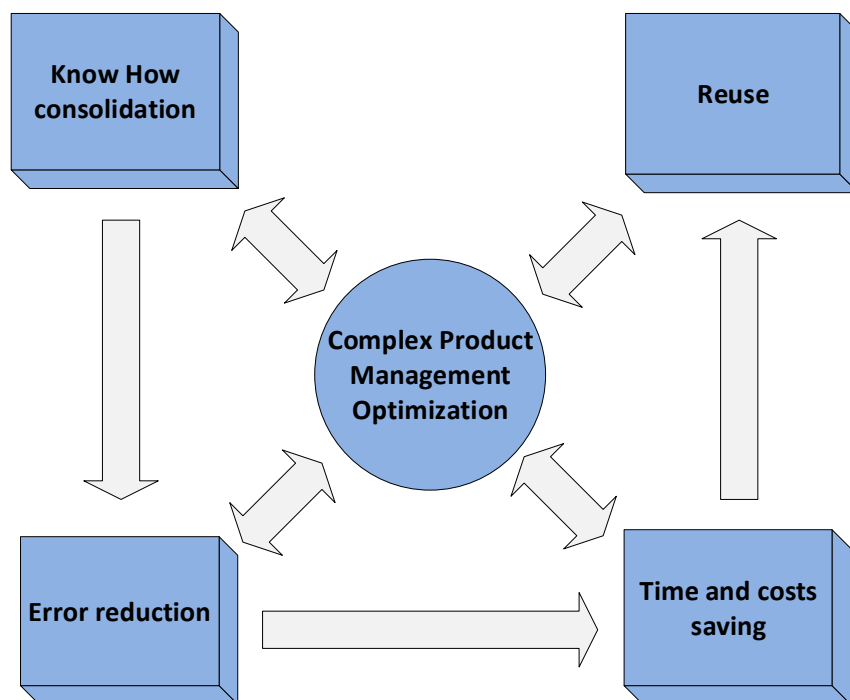 Know How
consolidation
Reuse
Complex Product
Management
Optimization
Error reduction
Time and costs
saving